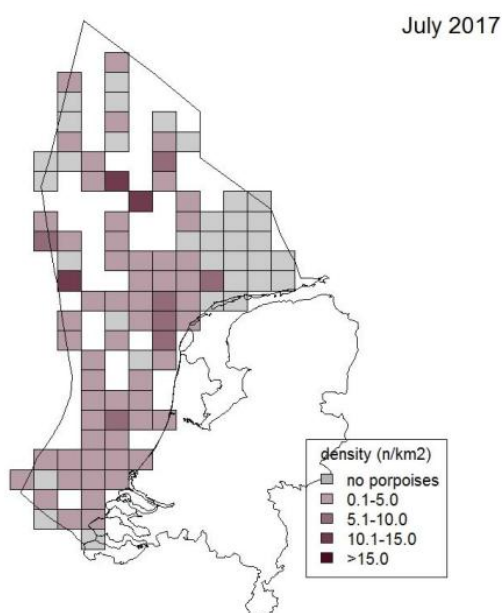 July 2017
density (n/km2)
no porpoises
0.1-5.0
5.1-10.0
10.1-15.0
>15.0